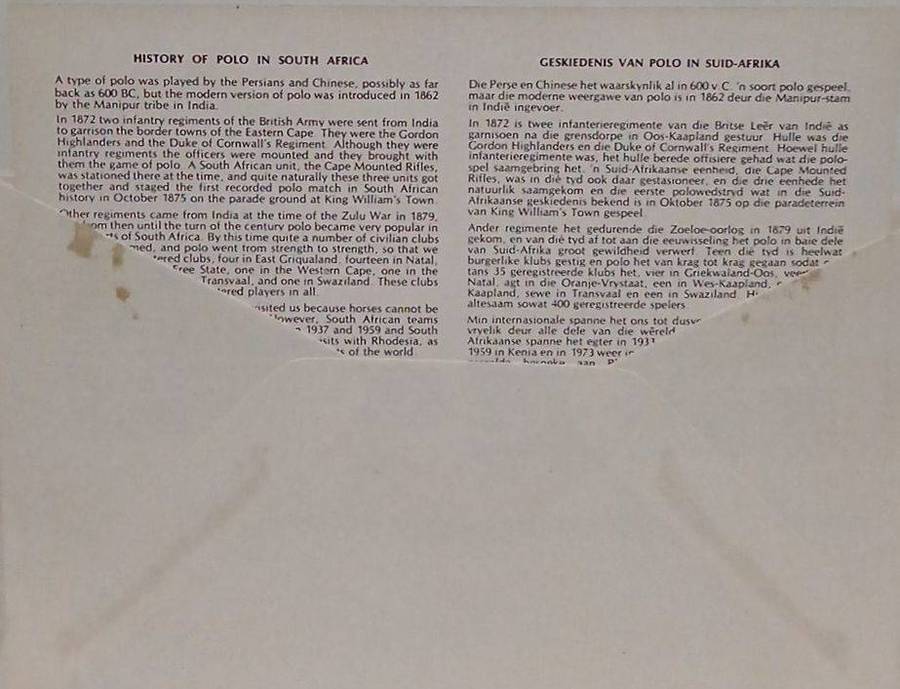 HISTORY OF POLO IN SOUTH AFRICA
A type of polo was played by the Persians and Chinese, possibly as far
back as 600 BC, but the modern version of polo was introduced in 1862
by the Manipur tribe in India.
In 1872 two infantry regiments of the British Army were sent from India
to garrison the border towns of the Eastern Cape. They were the Gordon
Highlanders and the Duke of Cornwall's Regiment. Although they were
infantry regiments the officers were mounted and they brought with
them the game of polo. A South African unit, the Cape Mounted Rifles,
was stationed there at the time, and quite naturally these three units got
together and staged the first recorded polo match in South African
history in October 1875 on the parade ground at King William's Town.
Other regiments came from India at the time of the Zulu War in 1879,
from then until the turn of the century polo became very popular in
of South Africa. By this time quite a number of civilian clubs
and polo went from strength to strength, so that we
clubs, four in East Griqualand, fourteen in Natal,
Free State, one in the Western Cape, one in the
Transvaal, and one in Swaziland. These clubs
players in all.
us because horses cannot be
However, South African teams
1937 and 1959 and South
with Rhodesia, as
of the world.
GESKIEDENIS VAN POLO IN SUID-AFRIKA
Die Perse en Chinese het waarskynlik al in 600 v.C. 'n soort polo gespeel,
maar die moderne weergawe van polo is in 1862 deur die Manipur-stam
in Indië ingevoer.
In 1872 is twee infanterieregimente van die Britse Leër van Indië as
garnisoen na die grensdorpe in Oos-Kaapland gestuur. Hulle was die
Gordon Highlanders en die Duke of Cornwall's Regiment. Hoewel hulle
infanterieregimente was, het hulle berede offisiere gehad wat die polo-
spel saamgebring het. 'n Suid-Afrikaanse eenheid, die Cape Mounted
Rifles, was in dié tyd ook daar gestasioneer, en die drie eenhede het
natuurlik saamgekom en die eerste polowedstryd wat in die Suid-
Afrikaanse geskiedenis bekend is in Oktober 1875 op die paradeterrein
van King William's Town gespeel.
Ander regimente het gedurende die Zoeloe-oorlog in 1879 uit Indië
gekom, en van dié tyd af tot aan die eeuwisseling het polo in baie dele
van Suid-Afrika groot gewildheid verwerf. Teen dié tyd is heelwat
burgerlike klubs gestig en polo het van krag tot krag gegaan sodat
tans 35 geregistreerde klubs het, vier in Griekwaland-Oos,
Natal, agt in die Oranje-Vrystaat, een in Wes-Kaapland,
Kaapland, sewe in Transvaal en een in Swaziland.
altesaam sowat 400 geregistreerde spelers.
Min internasionale spanne het ons tot
vryelik deur alle dele van die wêreld
Afrikaanse spanne het egter in
1959 in Kenia en in 1973 weer
aan